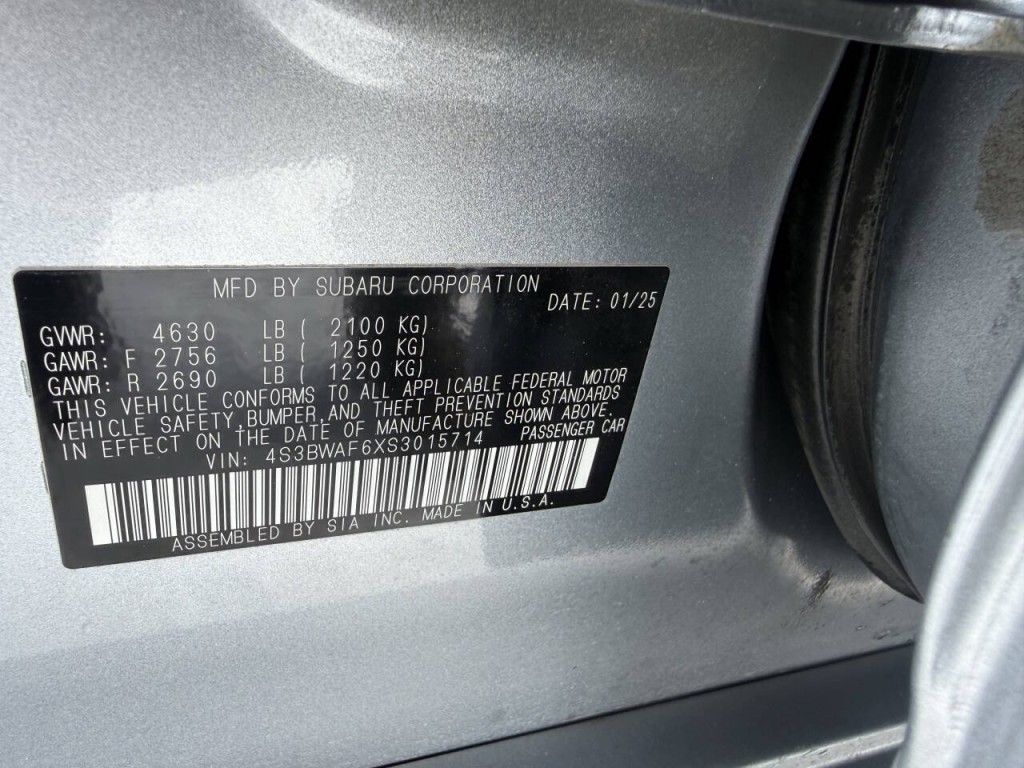 MFD BY SUBARU CORPORATION
DATE: 01/25
GVWR: 4630 LB ( 2100 KG)
GAWR: F 2756 LB ( 1250 KG)
GAWR: R 2690 LB ( 1220 KG)
THIS VEHICLE CONFORMS TO ALL APPLICABLE FEDERAL MOTOR
VEHICLE SAFETY,BUMPER,AND THEFT PREVENTION STANDARDS
IN EFFECT ON THE DATE OF MANUFACTURE SHOWN ABOVE.
VIN: 4S3BWAF6XS3015714 PASSENGER CAR
ASSEMBLED BY SIA INC. MADE IN U.S.A.